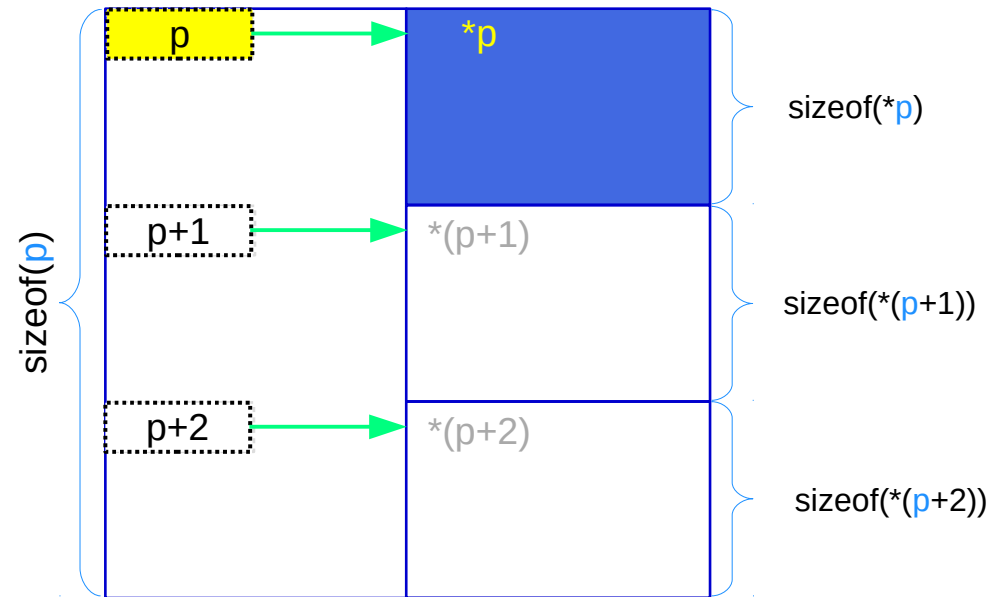 p
*p
sizeof(*p)
p+1
*(p+1)
sizeof(p)
sizeof(*(p+1))
p+2
*(p+2)
sizeof(*(p+2))